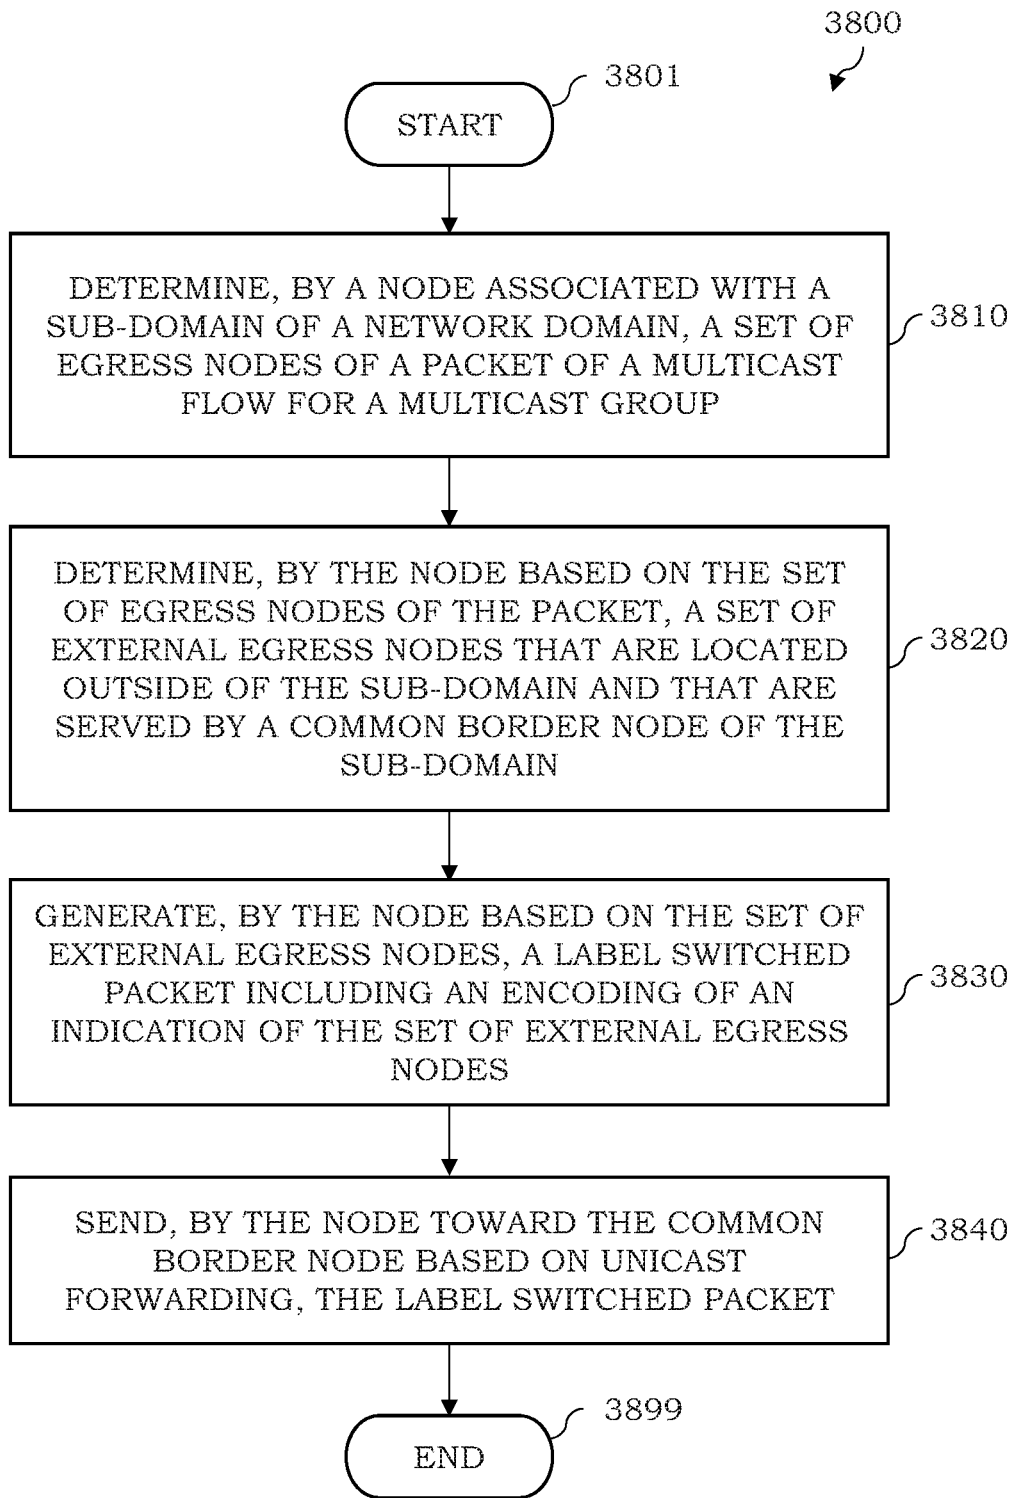 3800
3801
START
DETERMINE, BY A NODE ASSOCIATED WITH A
SUB-DOMAIN OF A NETWORK DOMAIN, A SET OF
EGRESS NODES OF A PACKET OF A MULTICAST
FLOW FOR A MULTICAST GROUP
3810
DETERMINE, BY THE NODE BASED ON THE SET
OF EGRESS NODES OF THE PACKET, A SET OF
EXTERNAL EGRESS NODES THAT ARE LOCATED
OUTSIDE OF THE SUB-DOMAIN AND THAT ARE
SERVED BY A COMMON BORDER NODE OF THE
SUB-DOMAIN
3820
GENERATE, BY THE NODE BASED ON THE SET OF
EXTERNAL EGRESS NODES, A LABEL SWITCHED
PACKET INCLUDING AN ENCODING OF AN
INDICATION OF THE SET OF EXTERNAL EGRESS
NODES
3830
SEND, BY THE NODE TOWARD THE COMMON
BORDER NODE BASED ON UNICAST
FORWARDING, THE LABEL SWITCHED PACKET
3840
3899
END